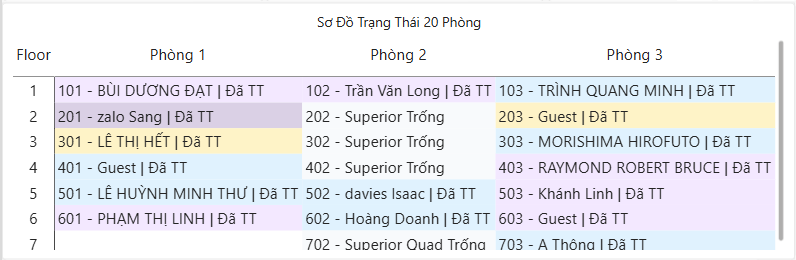 Sơ Đồ Trạng Thái 20 Phòng
Floor Phòng 1 Phòng 2 Phòng 3
1 101 - BÙI DƯƠNG ĐẠT | Đã TT 102 - Trần Văn Long | Đã TT 103 - TRÌNH QUANG MINH | Đã TT
2 201 - zalo Sang | Đã TT 202 - Superior Trống 203 - Guest | Đã TT
3 301 - LÊ THỊ HẾT | Đã TT 302 - Superior Trống 303 - MORISHIMA HIROFUTO | Đã TT
4 401 - Guest | Đã TT 402 - Superior Trống 403 - RAYMOND ROBERT BRUCE | Đã TT
5 501 - LÊ HUỲNH MINH THƯ | Đã TT 502 - davies Isaac | Đã TT 503 - Khánh Linh | Đã TT
6 601 - PHẠM THỊ LINH | Đã TT 602 - Hoàng Doanh | Đã TT 603 - Guest | Đã TT
7 702 - Superior Quad Trống 703 - A Thông | Đã TT